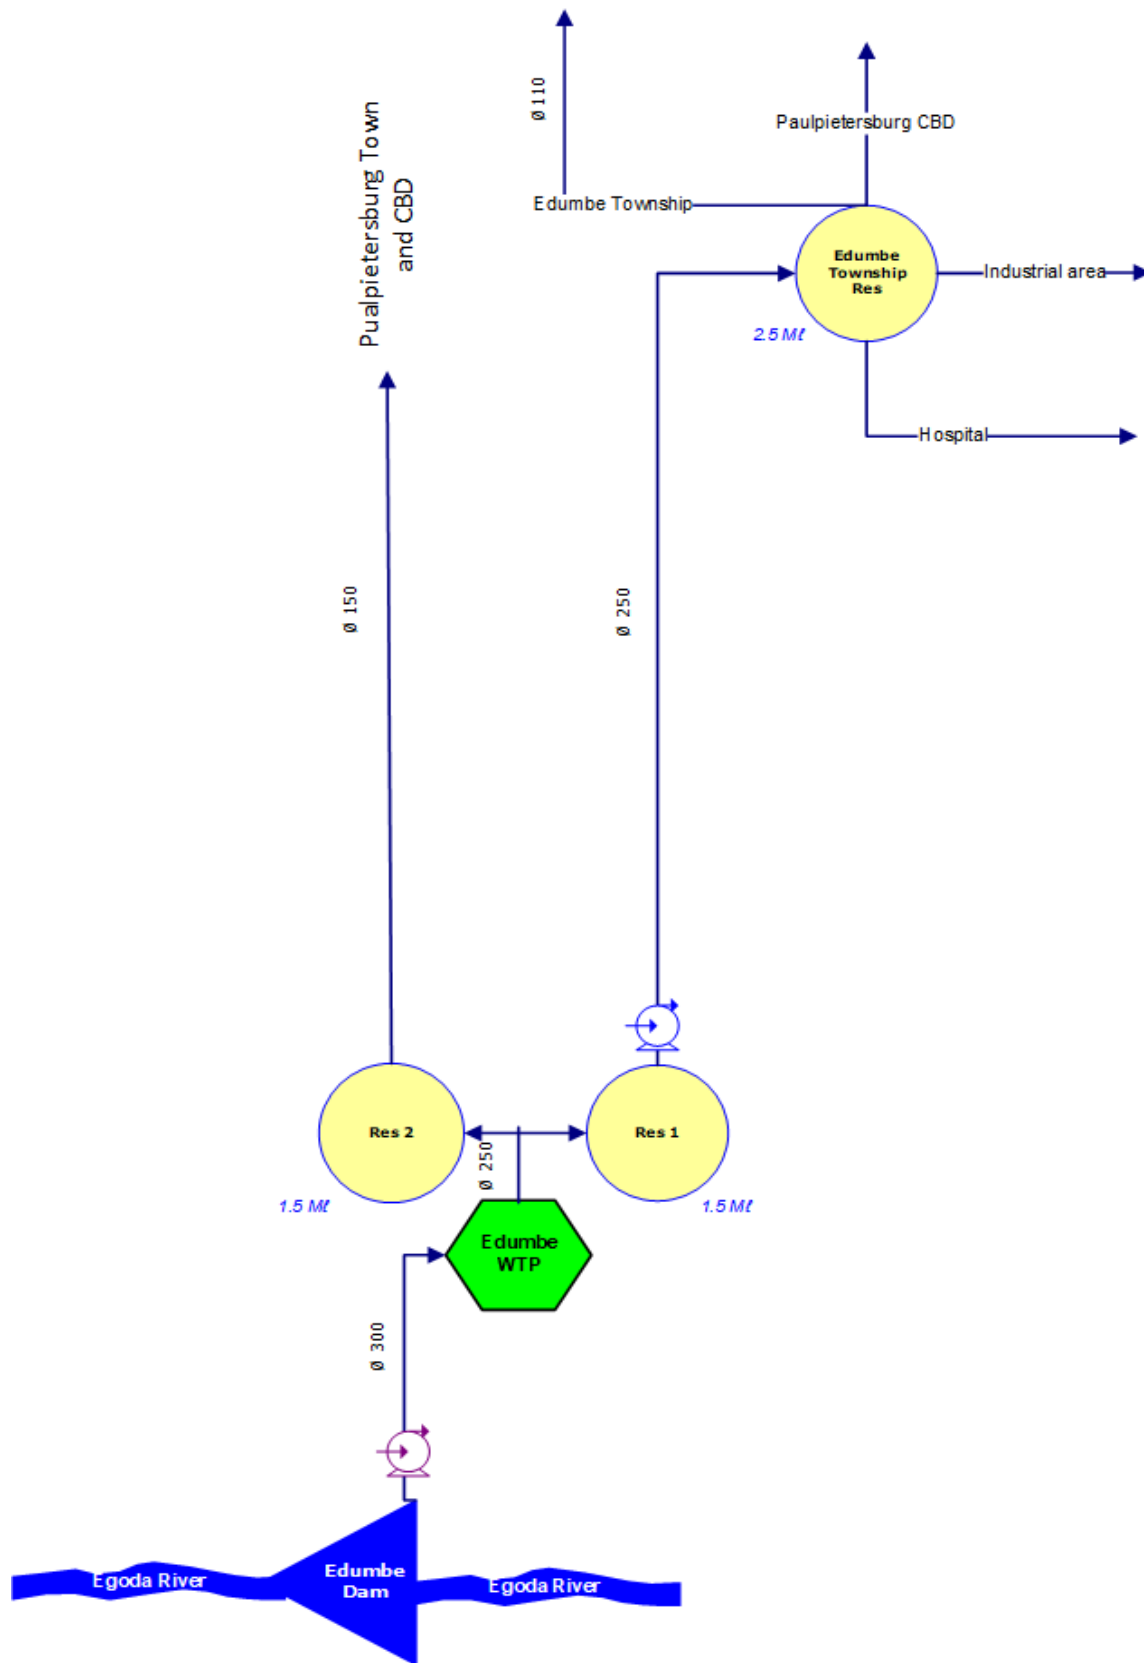 Ø 110
Paulpietersburg CBD
Pualpietersburg Town
and CBD
Edumbe Township
Edumbe
Township
Res
Industrial area
2.5 Mℓ
Hospital
Ø 150
Ø 250
Res 2
Res 1
Ø 250
1.5 Mℓ
1.5 Mℓ
Edumbe
WTP
Ø 300
Egoda River
Edumbe
Dam
Egoda River